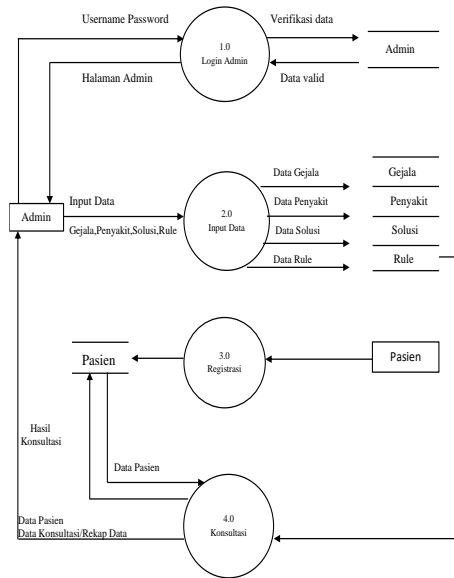 Username Password
Verifikasi data
1.0
Login Admin
Admin
Halaman Admin
Data valid
Data Gejala
Gejala
Input Data
Data Penyakit
Penyakit
Admin
2.0
Input Data
Gejala,Penyakit,Solusi,Rule
Data Solusi
Solusi
Data Rule
Rule
Pasien
3.0
Registrasi
Pasien
Hasil
Konsultasi
Data Pasien
4.0
Konsultasi
Data Pasien
Data Konsultasi/Rekap Data